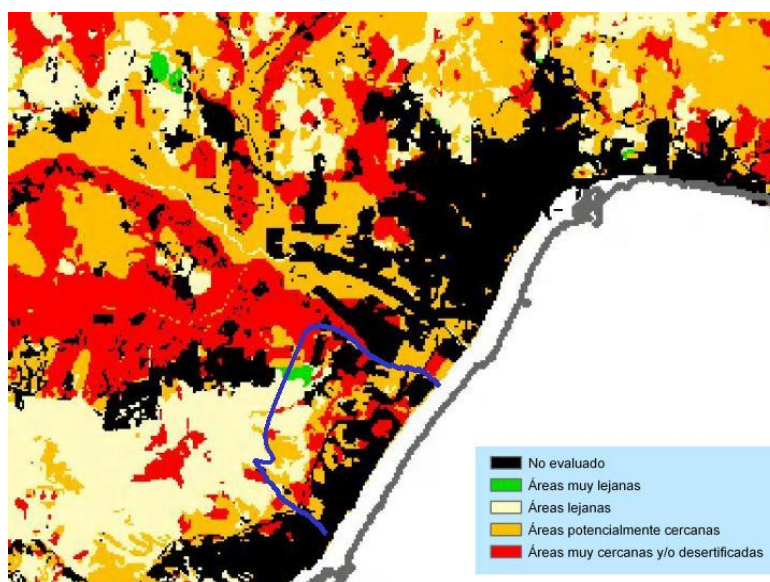 No evaluado
Áreas muy lejanas
Áreas lejanas
Áreas potencialmente cercanas
Áreas muy cercanas y/o desertificadas